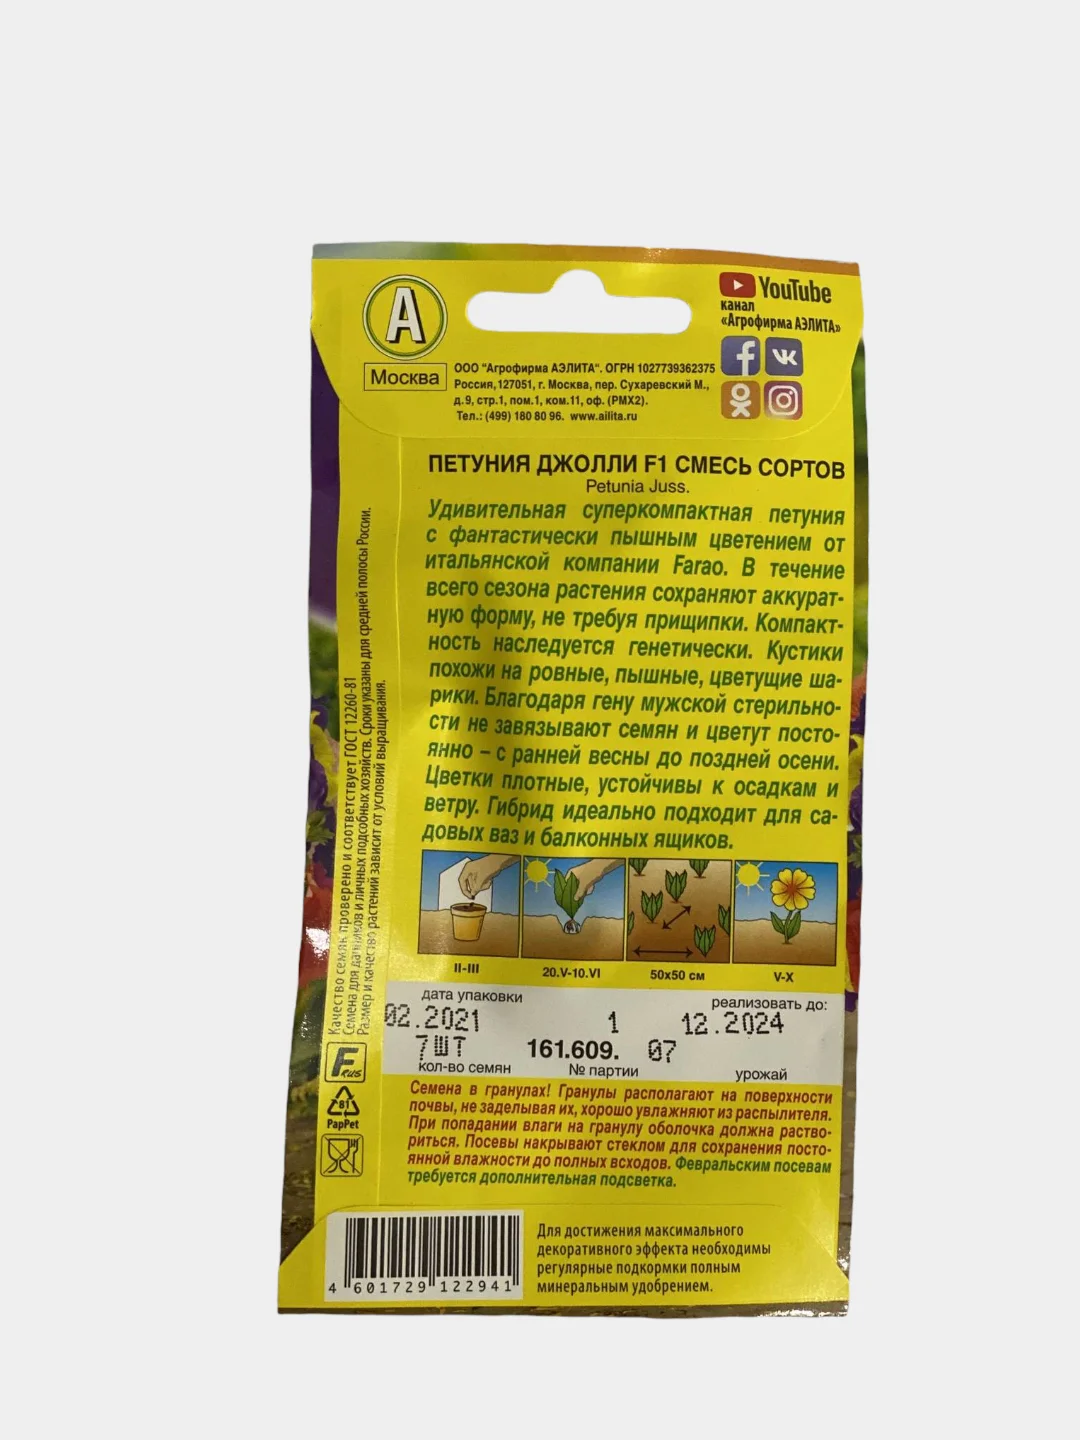 А
Москва
YouTube
канал
«Агрофирма АЭЛИТА»
ООО "Агрофирма АЭЛИТА". ОГРН 1027739362375
Россия,127051, г. Москва, пер. Сухаревский М.,
д.9, стр.1, пом.1, ком.11, оф. (РМХ2).
Тел.: (499) 180 80 96. www.ailita.ru
ПЕТУНИЯ ДЖОЛЛИ F1 СМЕСЬ СОРТОВ
Petunia Juss.
Удивительная суперкомпактная петуния
с фантастически пышным цветением от
итальянской компании Farao. В течение
всего сезона растения сохраняют аккурат-
ную форму, не требуя прищипки. Компакт-
ность наследуется генетически. Кустики
похожи на ровные, пышные, цветущие ша-
рики. Благодаря гену мужской стерильно-
сти не завязывают семян и цветут посто-
янно – с ранней весны до поздней осени.
Цветки плотные, устойчивы к осадкам и
ветру. Гибрид идеально подходит для са-
довых ваз и балконных ящиков.
II-III
20.V-10.VI
50x50 см
V-X
дата упаковки
реализовать до:
02.2021
1
12.2024
7ШТ
161.609.
07
кол-во семян
№ партии
урожай
Семена в гранулах! Гранулы располагают на поверхности
почвы, не заделывая их, хорошо увлажняют из распылителя.
При попадании влаги на гранулу оболочка должна раство-
риться. Посевы накрывают стеклом для сохранения посто-
янной влажности до полных всходов. Февральским посевам
требуется дополнительная подсветка.
Качество семян проверено и соответствует ГОСТ 12260-81
Семена для дачников и личных подсобных хозяйств. Сроки указаны для средней полосы России.
Размер и качество растений зависит от условий выращивания.
F RUS
81
PapPet
4 601729 122941
Для достижения максимального
декоративного эффекта необходимы
регулярные подкормки полным
минеральным удобрением.